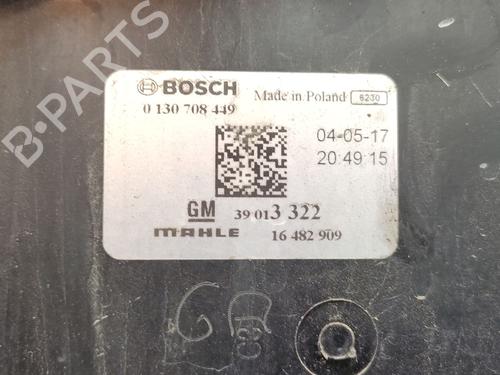 BOSCH Made in Poland 6230
0 130 708 449
04-05-17
20:49:15
GM 39 013 322
MAHLE 16 482 909